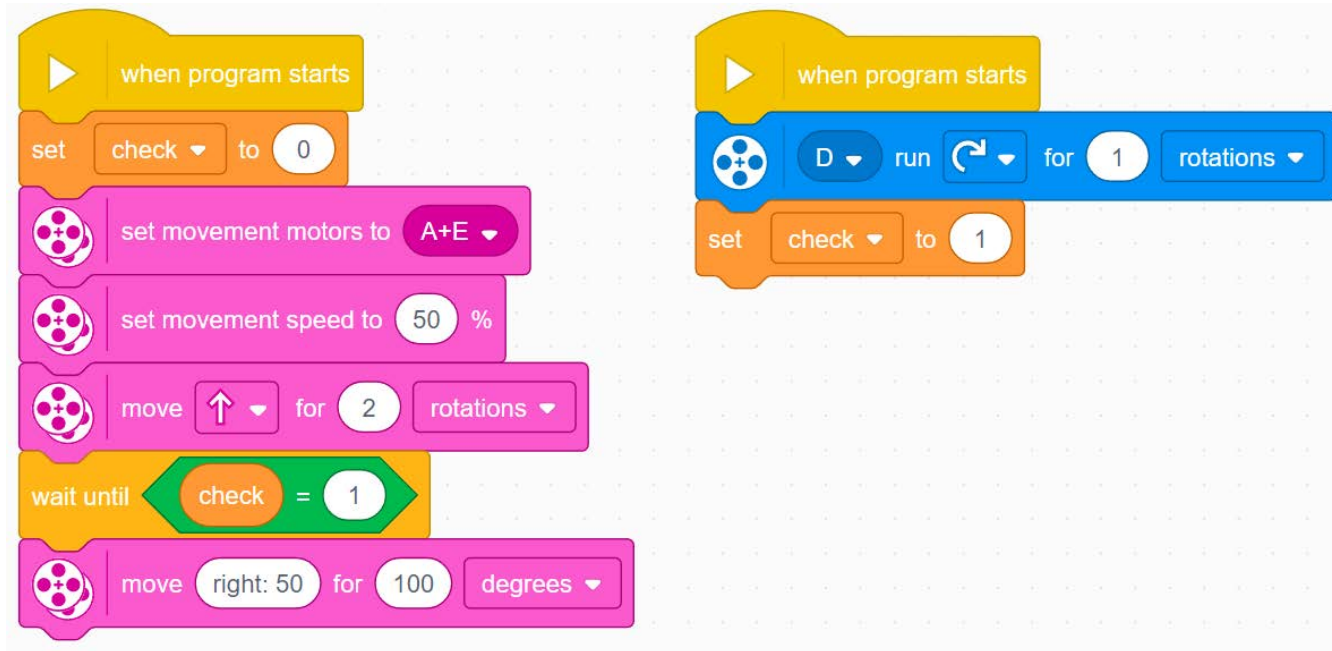 when program starts
set check to 0
set movement motors to A+E
set movement speed to 50 %
move for 2 rotations
wait until check = 1
move right: 50 for 100 degrees
when program starts
D run for 1 rotations
set check to 1